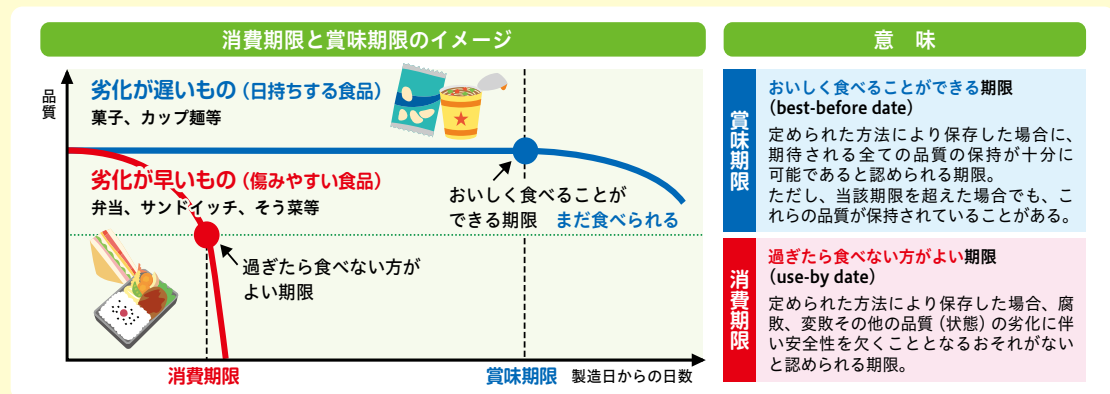 消費期限と賞味期限のイメージ
品質
劣化が遅いもの（日持ちする食品）
菓子、カップ麺等
劣化が早いもの（傷みやすい食品）
弁当、サンドイッチ、そう菜等
おいしく食べることが
できる期限 まだ食べられる
過ぎたら食べない方が
よい期限
消費期限
賞味期限
製造日からの日数
意　味
賞味期限
おいしく食べることができる期限
（best-before date）
定められた方法により保存した場合に、
期待される全ての品質の保持が十分に
可能であると認められる期限。
ただし、当該期限を超えた場合でも、こ
れらの品質が保持されていることがある。
消費期限
過ぎたら食べない方がよい期限
（use-by date）
定められた方法により保存した場合、腐
敗、変敗その他の品質（状態）の劣化に伴
い安全性を欠くこととなるおそれがない
と認められる期限。